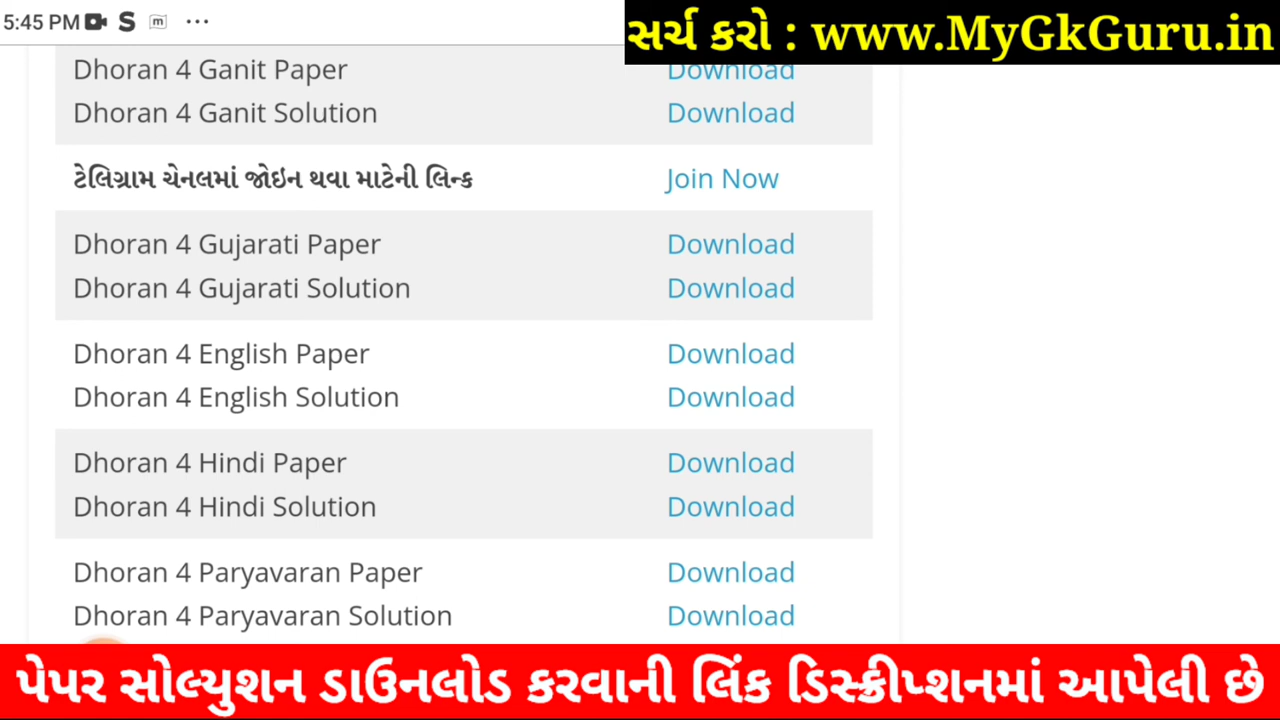 5:45 PM
સર્ચ કરો : www.MyGkGuru.in
Dhoran 4 Ganit Paper Download
Dhoran 4 Ganit Solution Download
ટેલિગ્રામ ચેનલમાં જોઇન થવા માટેની લિન્ક Join Now
Dhoran 4 Gujarati Paper Download
Dhoran 4 Gujarati Solution Download
Dhoran 4 English Paper Download
Dhoran 4 English Solution Download
Dhoran 4 Hindi Paper Download
Dhoran 4 Hindi Solution Download
Dhoran 4 Paryavaran Paper Download
Dhoran 4 Paryavaran Solution Download
પેપર સોલ્યુશન ડાઉનલોડ કરવાની લિંક ડિસ્ક્રીપ્શનમાં આપેલી છે